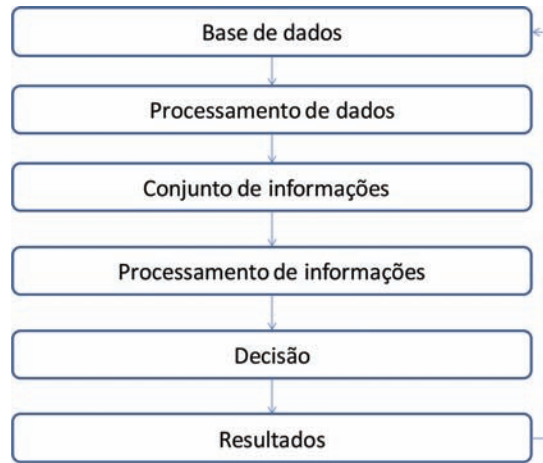 Base de dados
Processamento de dados
Conjunto de informações
Processamento de informações
Decisão
Resultados